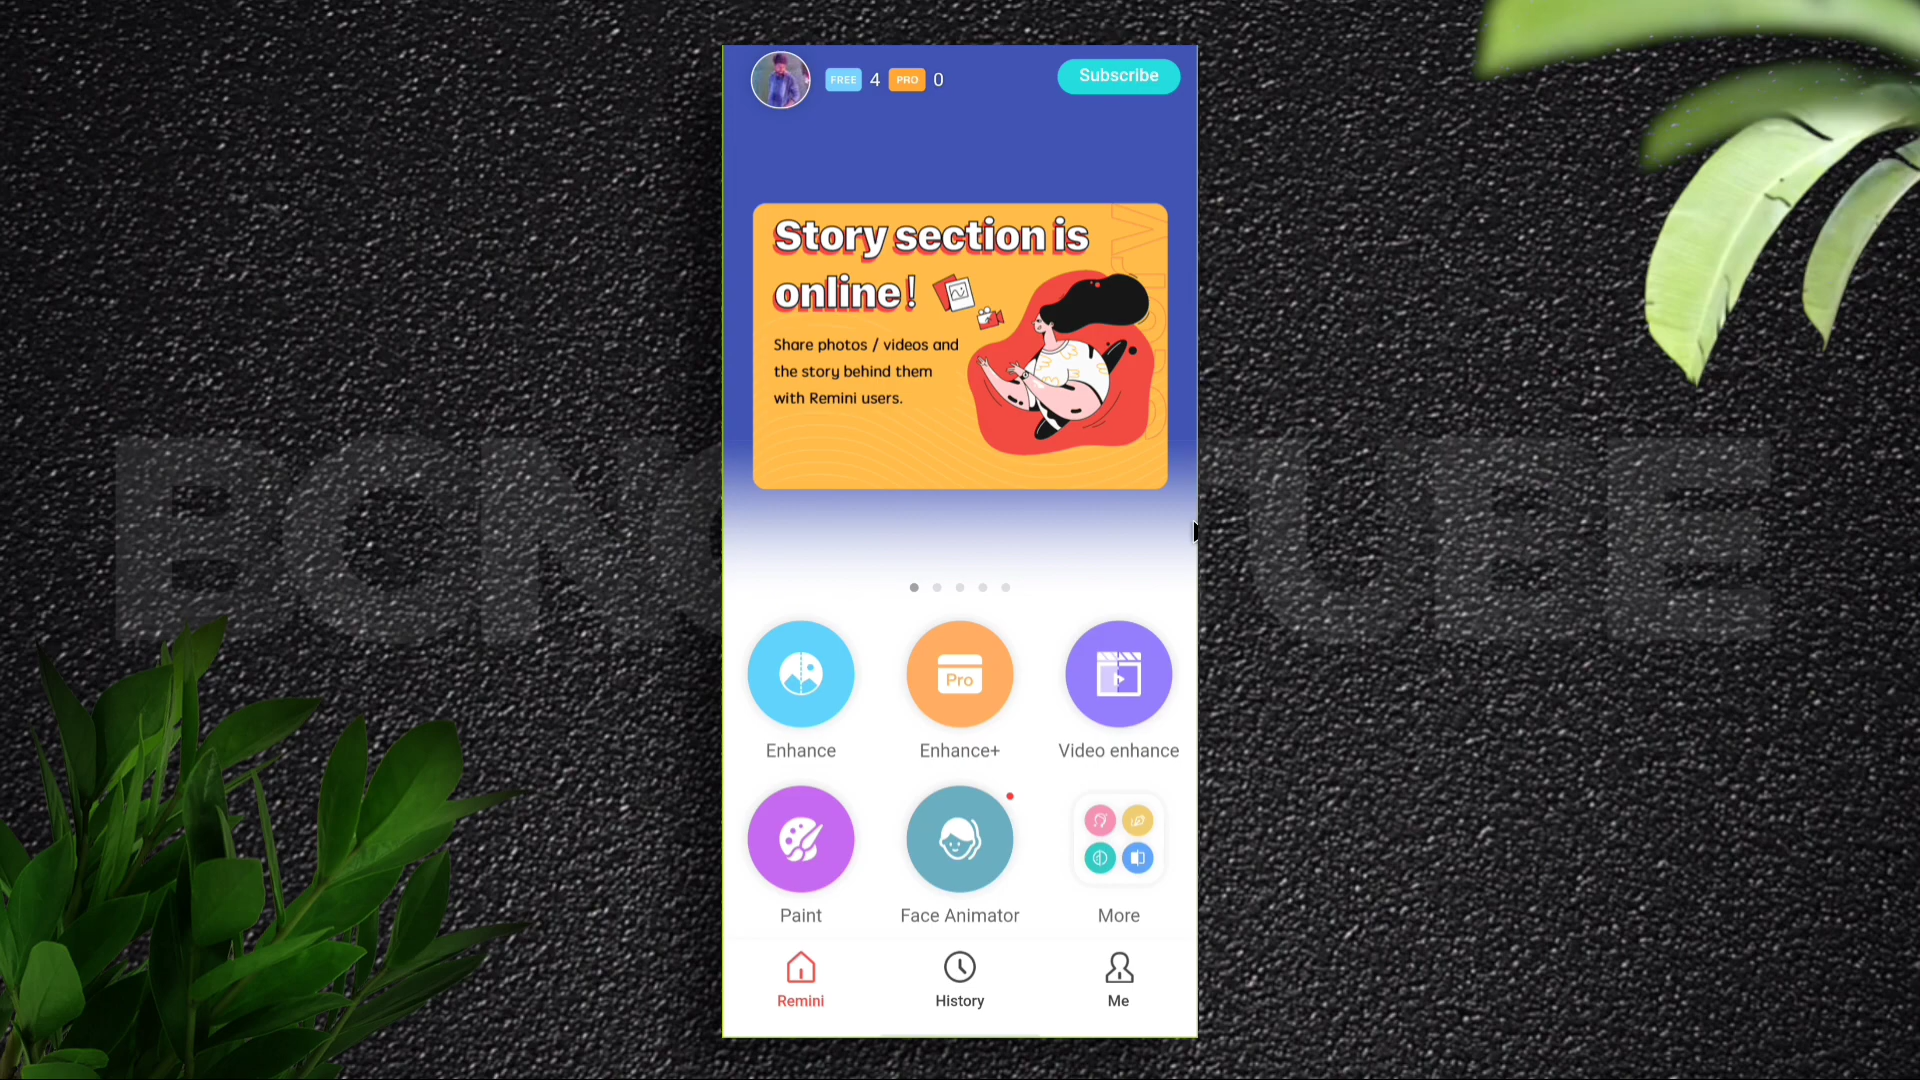 FREE 4 PRO 0
Subscribe
Story section is
online!
Share photos / videos and
the story behind them
with Remini users.
Story
Pro
Enhance
Enhance+
Video enhance
Paint
Face Animator
More
Remini
History
Me